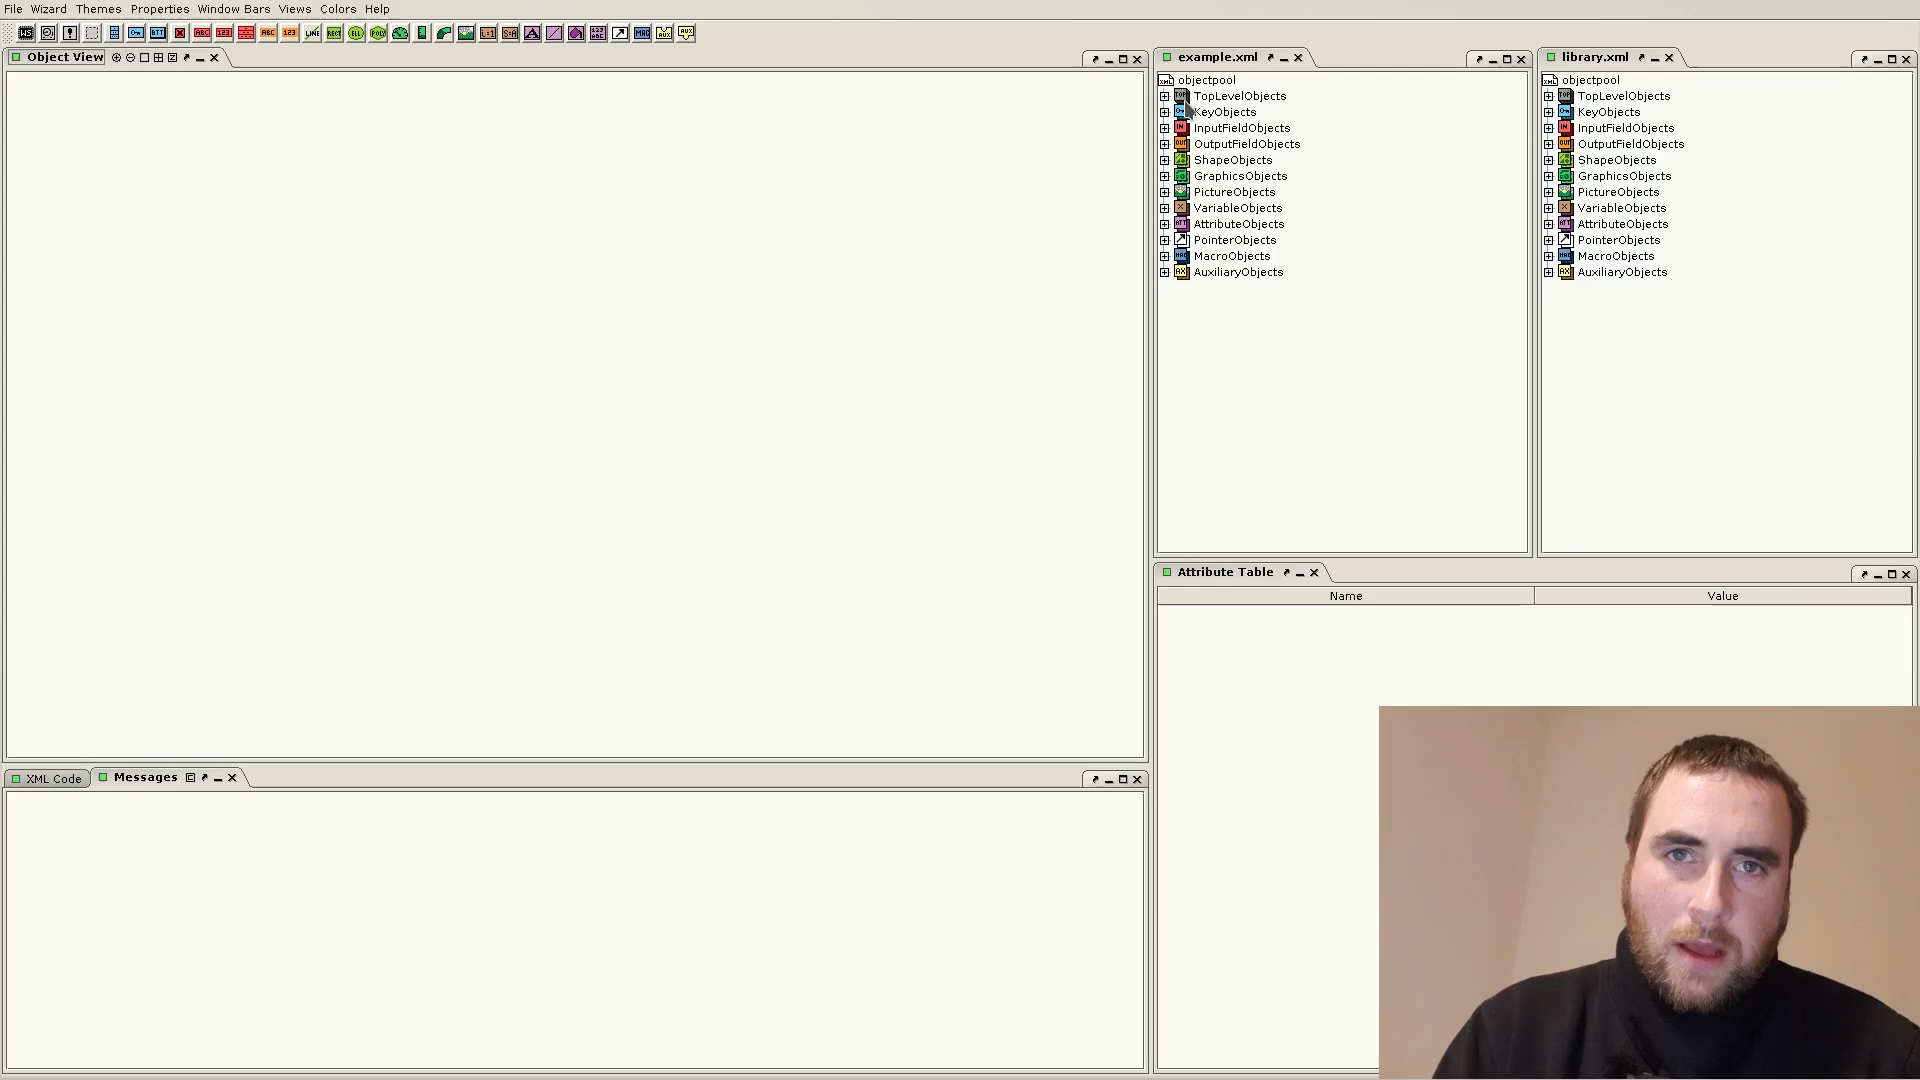 File Wizard Themes Properties Window Bars Views Colors Help
Object View
example.xml
objectpool
TopLevelObjects
KeyObjects
InputFieldObjects
OutputFieldObjects
ShapeObjects
GraphicsObjects
PictureObjects
VariableObjects
AttributeObjects
PointerObjects
MacroObjects
AuxiliaryObjects
library.xml
objectpool
TopLevelObjects
KeyObjects
InputFieldObjects
OutputFieldObjects
ShapeObjects
GraphicsObjects
PictureObjects
VariableObjects
AttributeObjects
PointerObjects
MacroObjects
AuxiliaryObjects
Attribute Table
Name Value
XML Code Messages